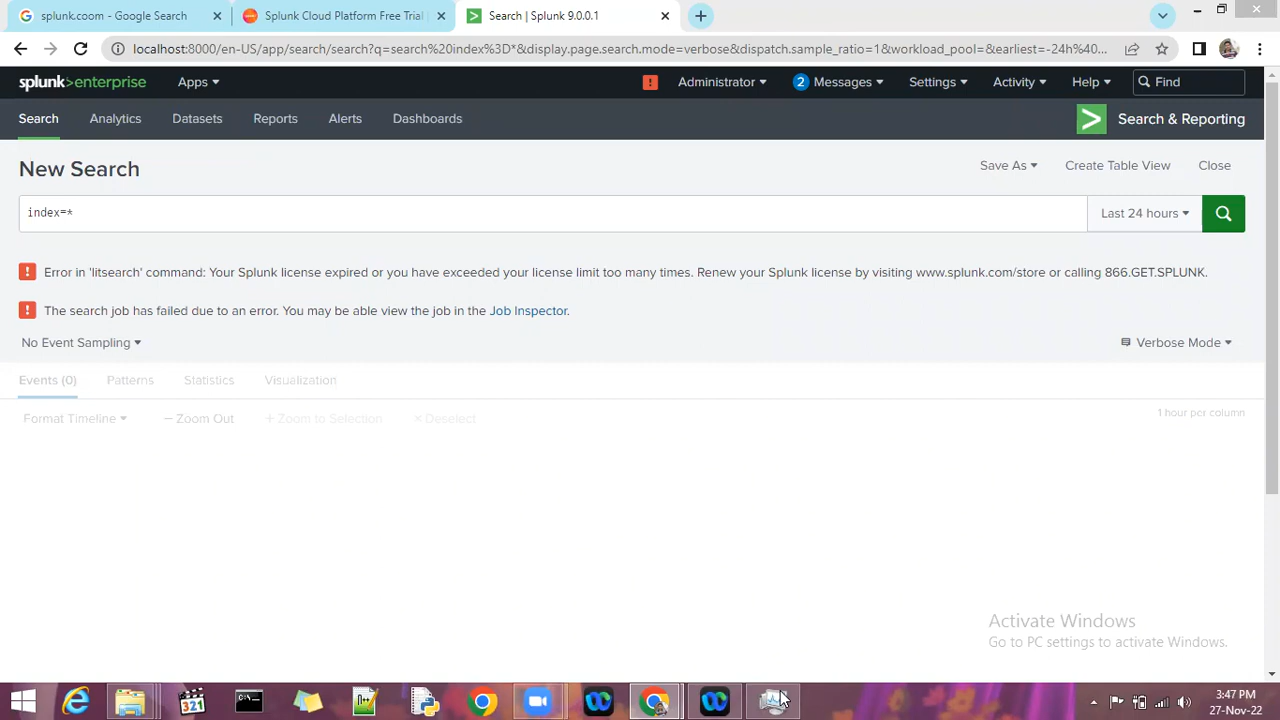 splunk.coom - Google Search
Splunk Cloud Platform Free Trial
Search | Splunk 9.0.0.1
localhost:8000/en-US/app/search/search?q=search%20index%3D*&display.page.search.mode=verbose&dispatch.sample_ratio=1&workload_pool=&earliest=-24h%40...
splunk>enterprise Apps
! Administrator 2 Messages Settings Activity Help Find
Search Analytics Datasets Reports Alerts Dashboards
> Search & Reporting
New Search
Save As Create Table View Close
index=*
Last 24 hours
! Error in 'litsearch' command: Your Splunk license expired or you have exceeded your license limit too many times. Renew your Splunk license by visiting www.splunk.com/store or calling 866.GET.SPLUNK.
! The search job has failed due to an error. You may be able view the job in the Job Inspector.
No Event Sampling
Verbose Mode
Events (0) Patterns Statistics Visualization
Format Timeline − Zoom Out + Zoom to Selection × Deselect
1 hour per column
Activate Windows
Go to PC settings to activate Windows.
321
3:47 PM
27-Nov-22